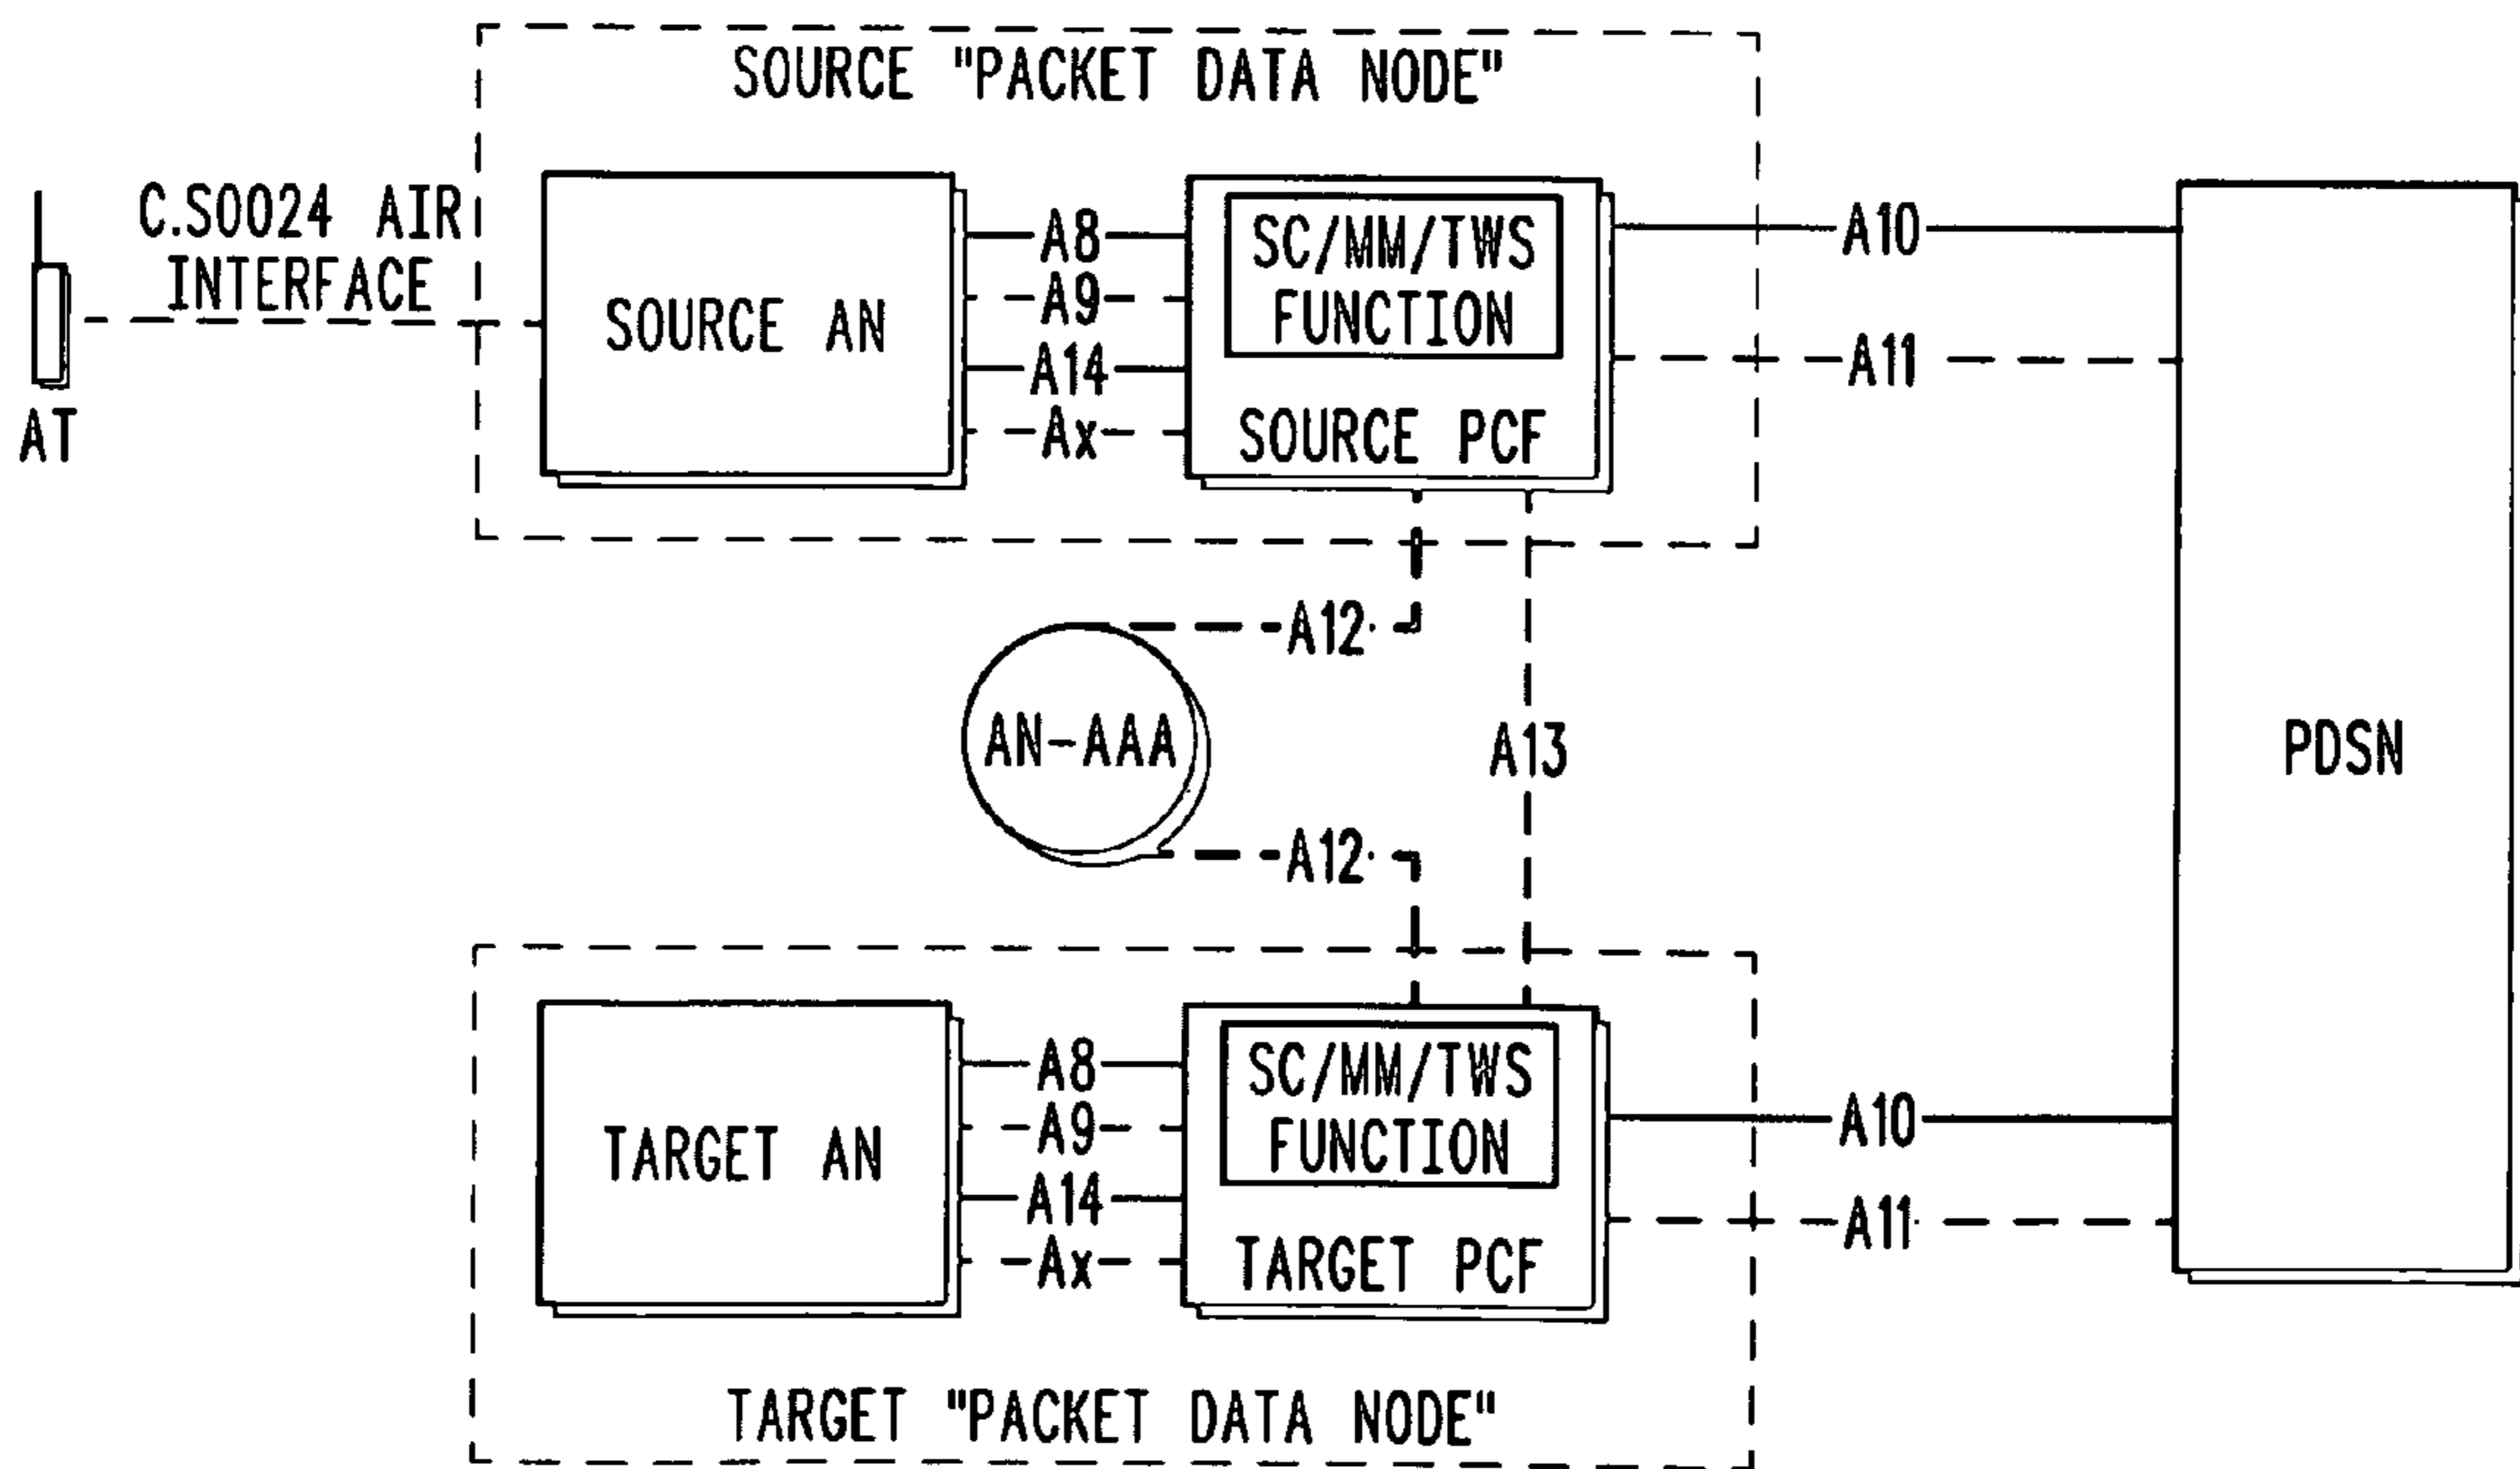 SOURCE "PACKET DATA NODE"
C.S0024 AIR
INTERFACE
AT
SOURCE AN
A8
A9
A14
Ax
SC/MM/TWS
FUNCTION
SOURCE PCF
A10
A11
A12
AN-AAA
A13
A12
PDSN
TARGET AN
A8
A9
A14
Ax
SC/MM/TWS
FUNCTION
TARGET PCF
A10
A11
TARGET "PACKET DATA NODE"